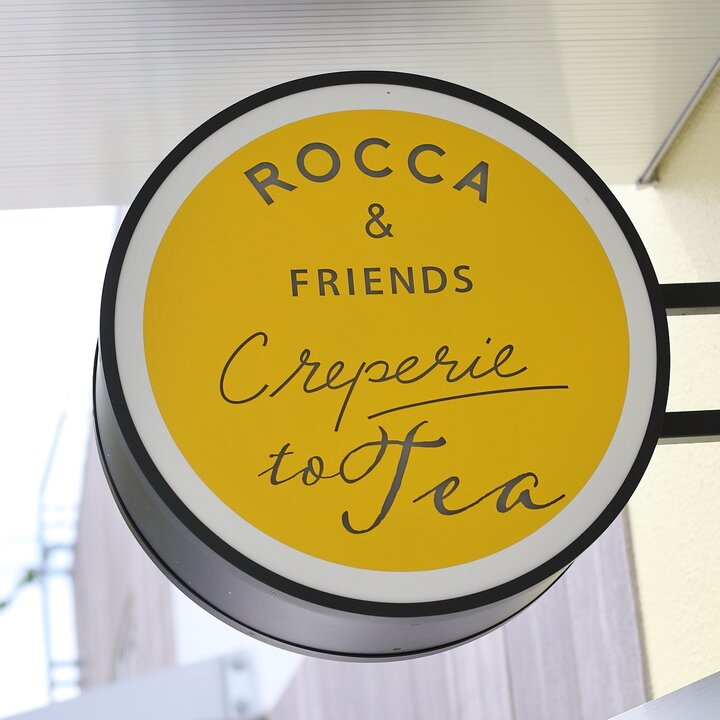 ROCCA
&
FRIENDS
Creperie
to Tea